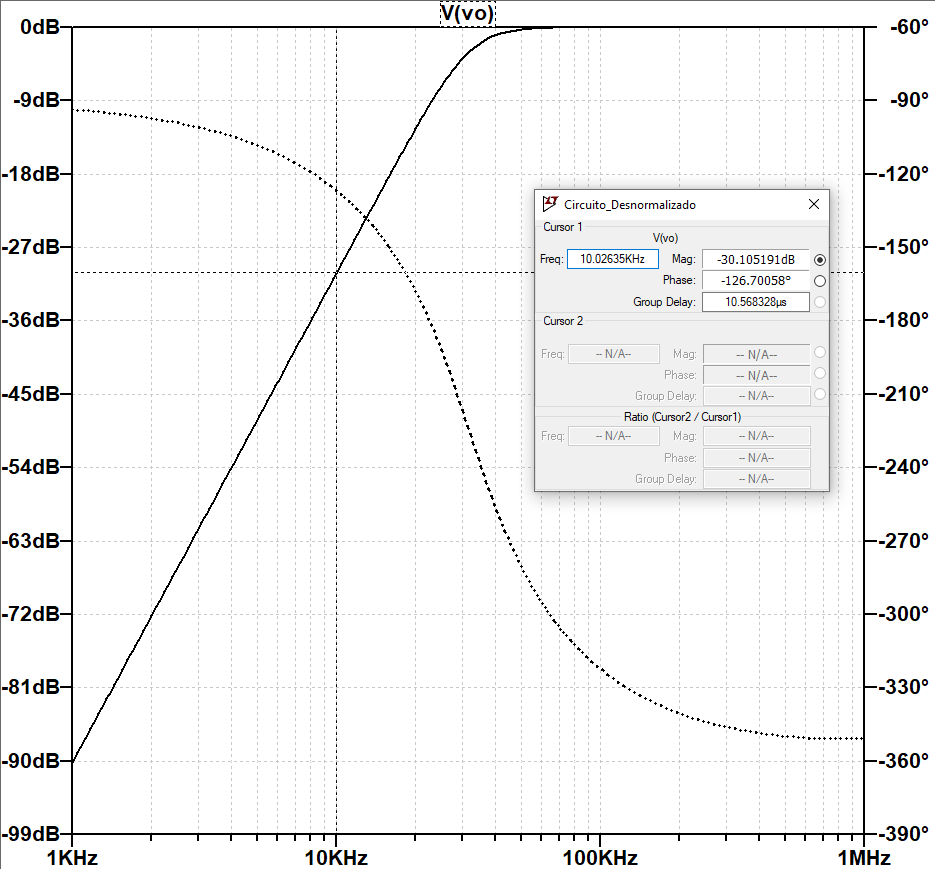 V(vo)
0dB
-9dB
-18dB
-27dB
-36dB
-45dB
-54dB
-63dB
-72dB
-81dB
-90dB
-99dB
-60°
-90°
-120°
-150°
-180°
-210°
-240°
-270°
-300°
-330°
-360°
-390°
1KHz 10KHz 100KHz 1MHz
Circuito_Desnormalizado
Cursor 1
V(vo)
Freq: 10.02635KHz Mag: -30.105191dB
Phase: -126.70058°
Group Delay: 10.568328µs
Cursor 2
Freq: -- N/A-- Mag: -- N/A--
Phase: -- N/A--
Group Delay: -- N/A--
Ratio (Cursor2 / Cursor1)
Freq: -- N/A-- Mag: -- N/A--
Phase: -- N/A--
Group Delay: -- N/A--